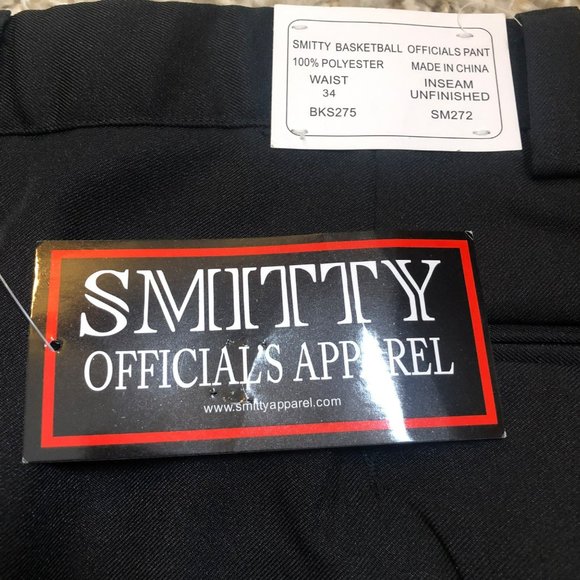 SMITTY BASKETBALL OFFICIALS PANT
100% POLYESTER MADE IN CHINA
WAIST INSEAM
34 UNFINISHED
BKS275 SM272
SMITTY
OFFICIAL'S APPAREL
www.smittyapparel.com